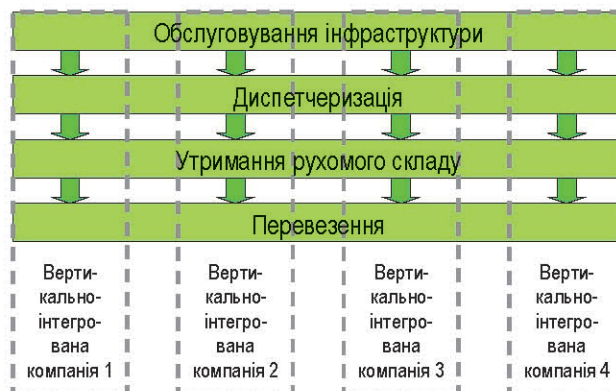 Обслуговування інфраструктури
Диспетчеризація
Утримання рухомого складу
Перевезення
Верти-
кально-
інтегро-
вана
компанія 1
Верти-
кально-
інтегро-
вана
компанія 2
Верти-
кально-
інтегро-
вана
компанія 3
Верти-
кально-
інтегро-
вана
компанія 4